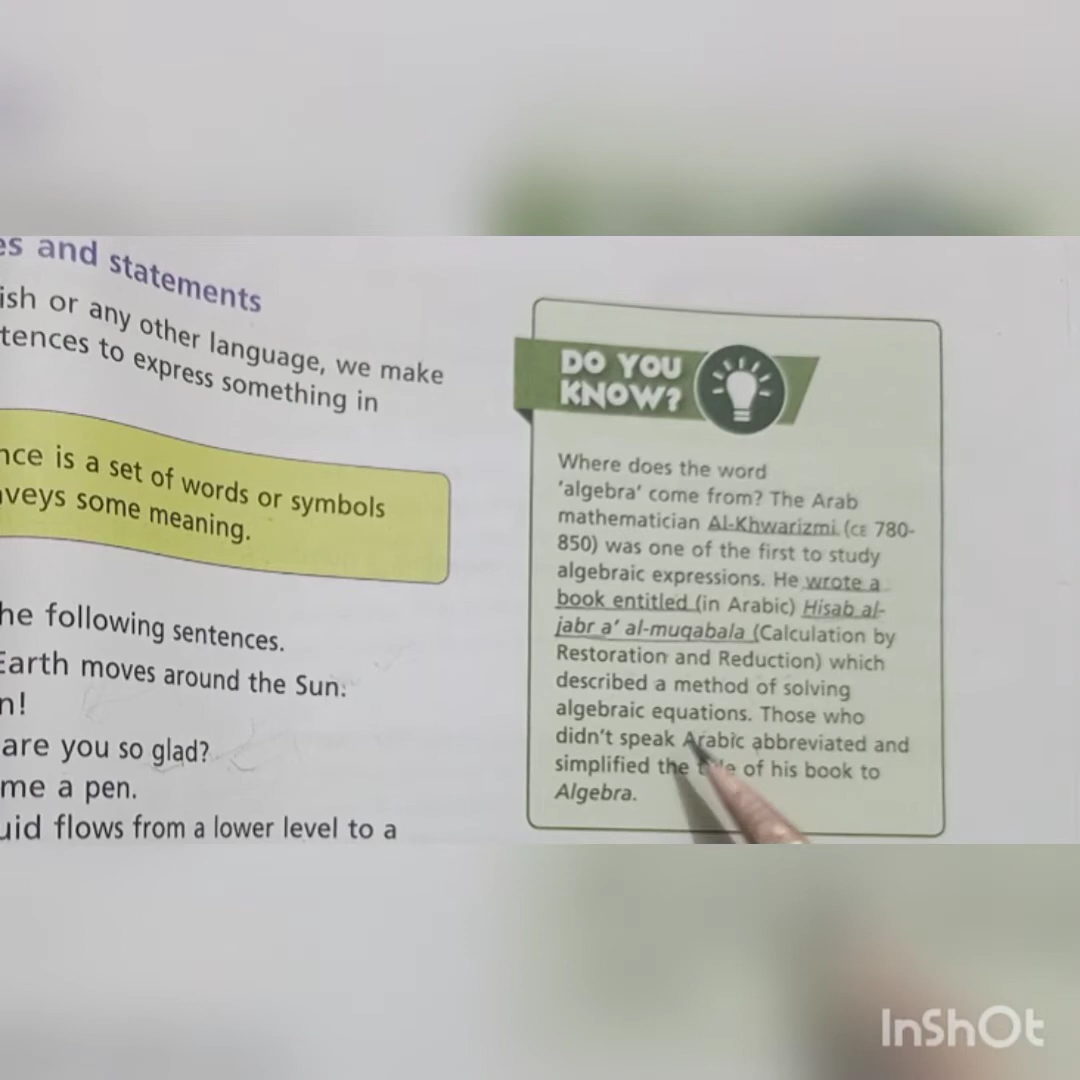 es and statements
ish or any other language, we make
tences to express something in
nce is a set of words or symbols
veys some meaning.
he following sentences.
Earth moves around the Sun.
n!
are you so glad?
me a pen.
uid flows from a lower level to a
DO YOU
KNOW?
Where does the word
'algebra' come from? The Arab
mathematician Al-Khwarizmi (CE 780-
850) was one of the first to study
algebraic expressions. He wrote a
book entitled (in Arabic) Hisab al-
jabr a' al-muqabala (Calculation by
Restoration and Reduction) which
described a method of solving
algebraic equations. Those who
didn't speak Arabic abbreviated and
simplified the title of his book to
Algebra.
InShOt